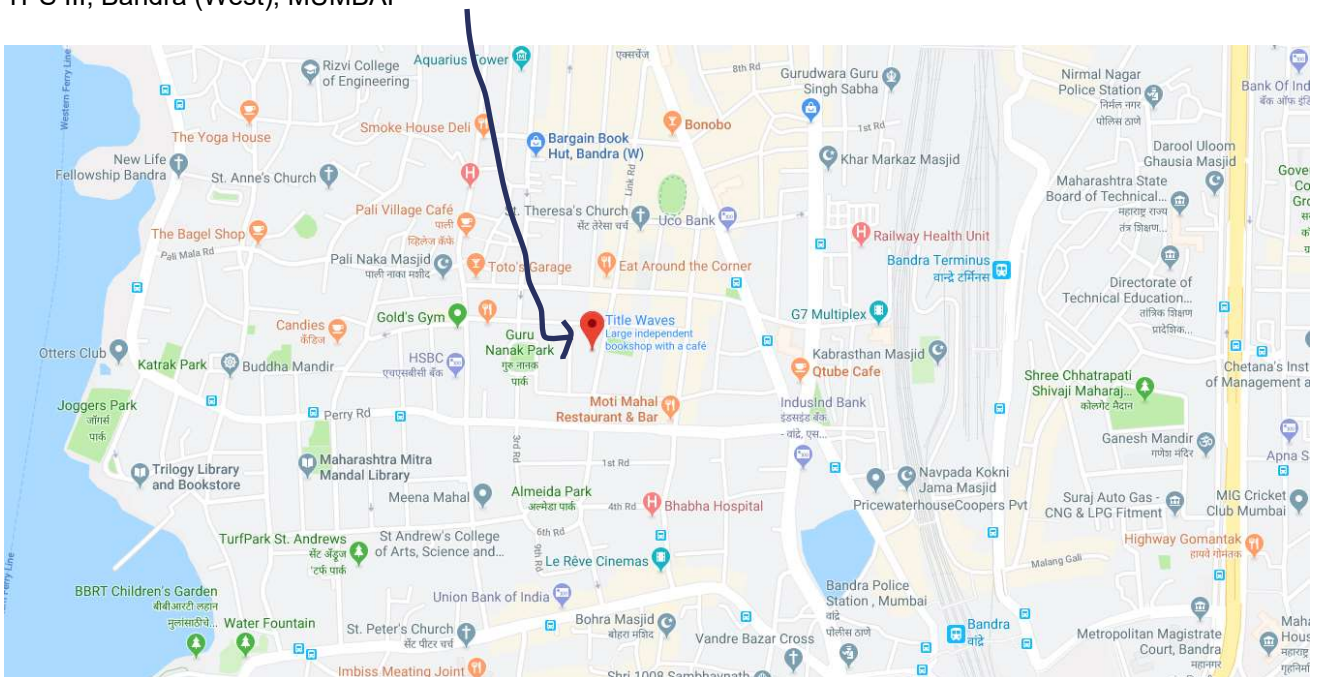 TPS III, Bandra (West), MUMBAI
Western Ferry Line
Rizvi College
of Engineering
Aquarius Tower
एक्सचेंज
8th Rd
Gurudwara Guru
Singh Sabha
Nirmal Nagar
Police Station
निर्मल नगर
पोलिस ठाणे
Bank Of Ind
The Yoga House
Smoke House Deli
Bargain Book
Hut, Bandra (W)
Bonobo
1st Rd
Khar Markaz Masjid
Darool Uloom
Ghausia Masjid
New Life
Fellowship Bandra
St. Anne's Church
Link Rd
Maharashtra State
Board of Technical...
महाराष्ट्र राज्य
तंत्र शिक्षण...
Pali Village Café
पाली
व्हिलेज कॅफे
St. Theresa's Church
सेंट तेरेसा चर्च
Uco Bank
Railway Health Unit
The Bagel Shop
Pali Mala Rd
Pali Naka Masjid
पाली नाका मशीद
Toto's Garage
Eat Around the Corner
Bandra Terminus
वान्द्रे टर्मिनस
Directorate of
Technical Education...
तांत्रिक शिक्षण
प्रादेशिक...
Candies
कँडिज
Gold's Gym
Guru
Nanak Park
गुरु नानक
पार्क
Title Waves
Large independent
bookshop with a café
G7 Multiplex
Otters Club
Katrak Park
Buddha Mandir
HSBC
एचएसबीसी बँक
Kabrasthan Masjid
Qtube Cafe
Shree Chhatrapati
Shivaji Maharaj...
कोलगेट मैदान
Chetana's Inst
of Management a
Joggers Park
जॉगर्स
पार्क
Perry Rd
Moti Mahal
Restaurant & Bar
IndusInd Bank
इंडसइंड बँक
- वांद्रे, एस...
3rd Rd
Ganesh Mandir
गणेश मंदिर
Apna S
Trilogy Library
and Bookstore
Maharashtra Mitra
Mandal Library
1st Rd
Navpada Kokni
Jama Masjid
Meena Mahal
Almeida Park
अल्मेडा पार्क
4th Rd
Bhabha Hospital
PricewaterhouseCoopers Pvt
Suraj Auto Gas -
CNG & LPG Fitment
MIG Cricket
Club Mumbai
TurfPark St. Andrews
सेंट अँड्रूज
'टर्फ पार्क
St Andrew's College
of Arts, Science and...
6th Rd
9th Rd
Le Rêve Cinemas
Highway Gomantak
हायवे गोमंतक
Malang Gali
BBRT Children's Garden
बीबीआरटी लहान
मुलांसाठीचे...
Water Fountain
Union Bank of India
Bandra Police
Station , Mumbai
वांद्रे
पोलीस ठाणे
St. Peter's Church
सेंट पीटर चर्च
Bohra Masjid
बोहरा मशिद
Vandre Bazar Cross
Bandra
वांद्रे
Metropolitan Magistrate
Court, Bandra
महानगर
Imbiss Meating Joint
Shri 1008 Sambhavnath